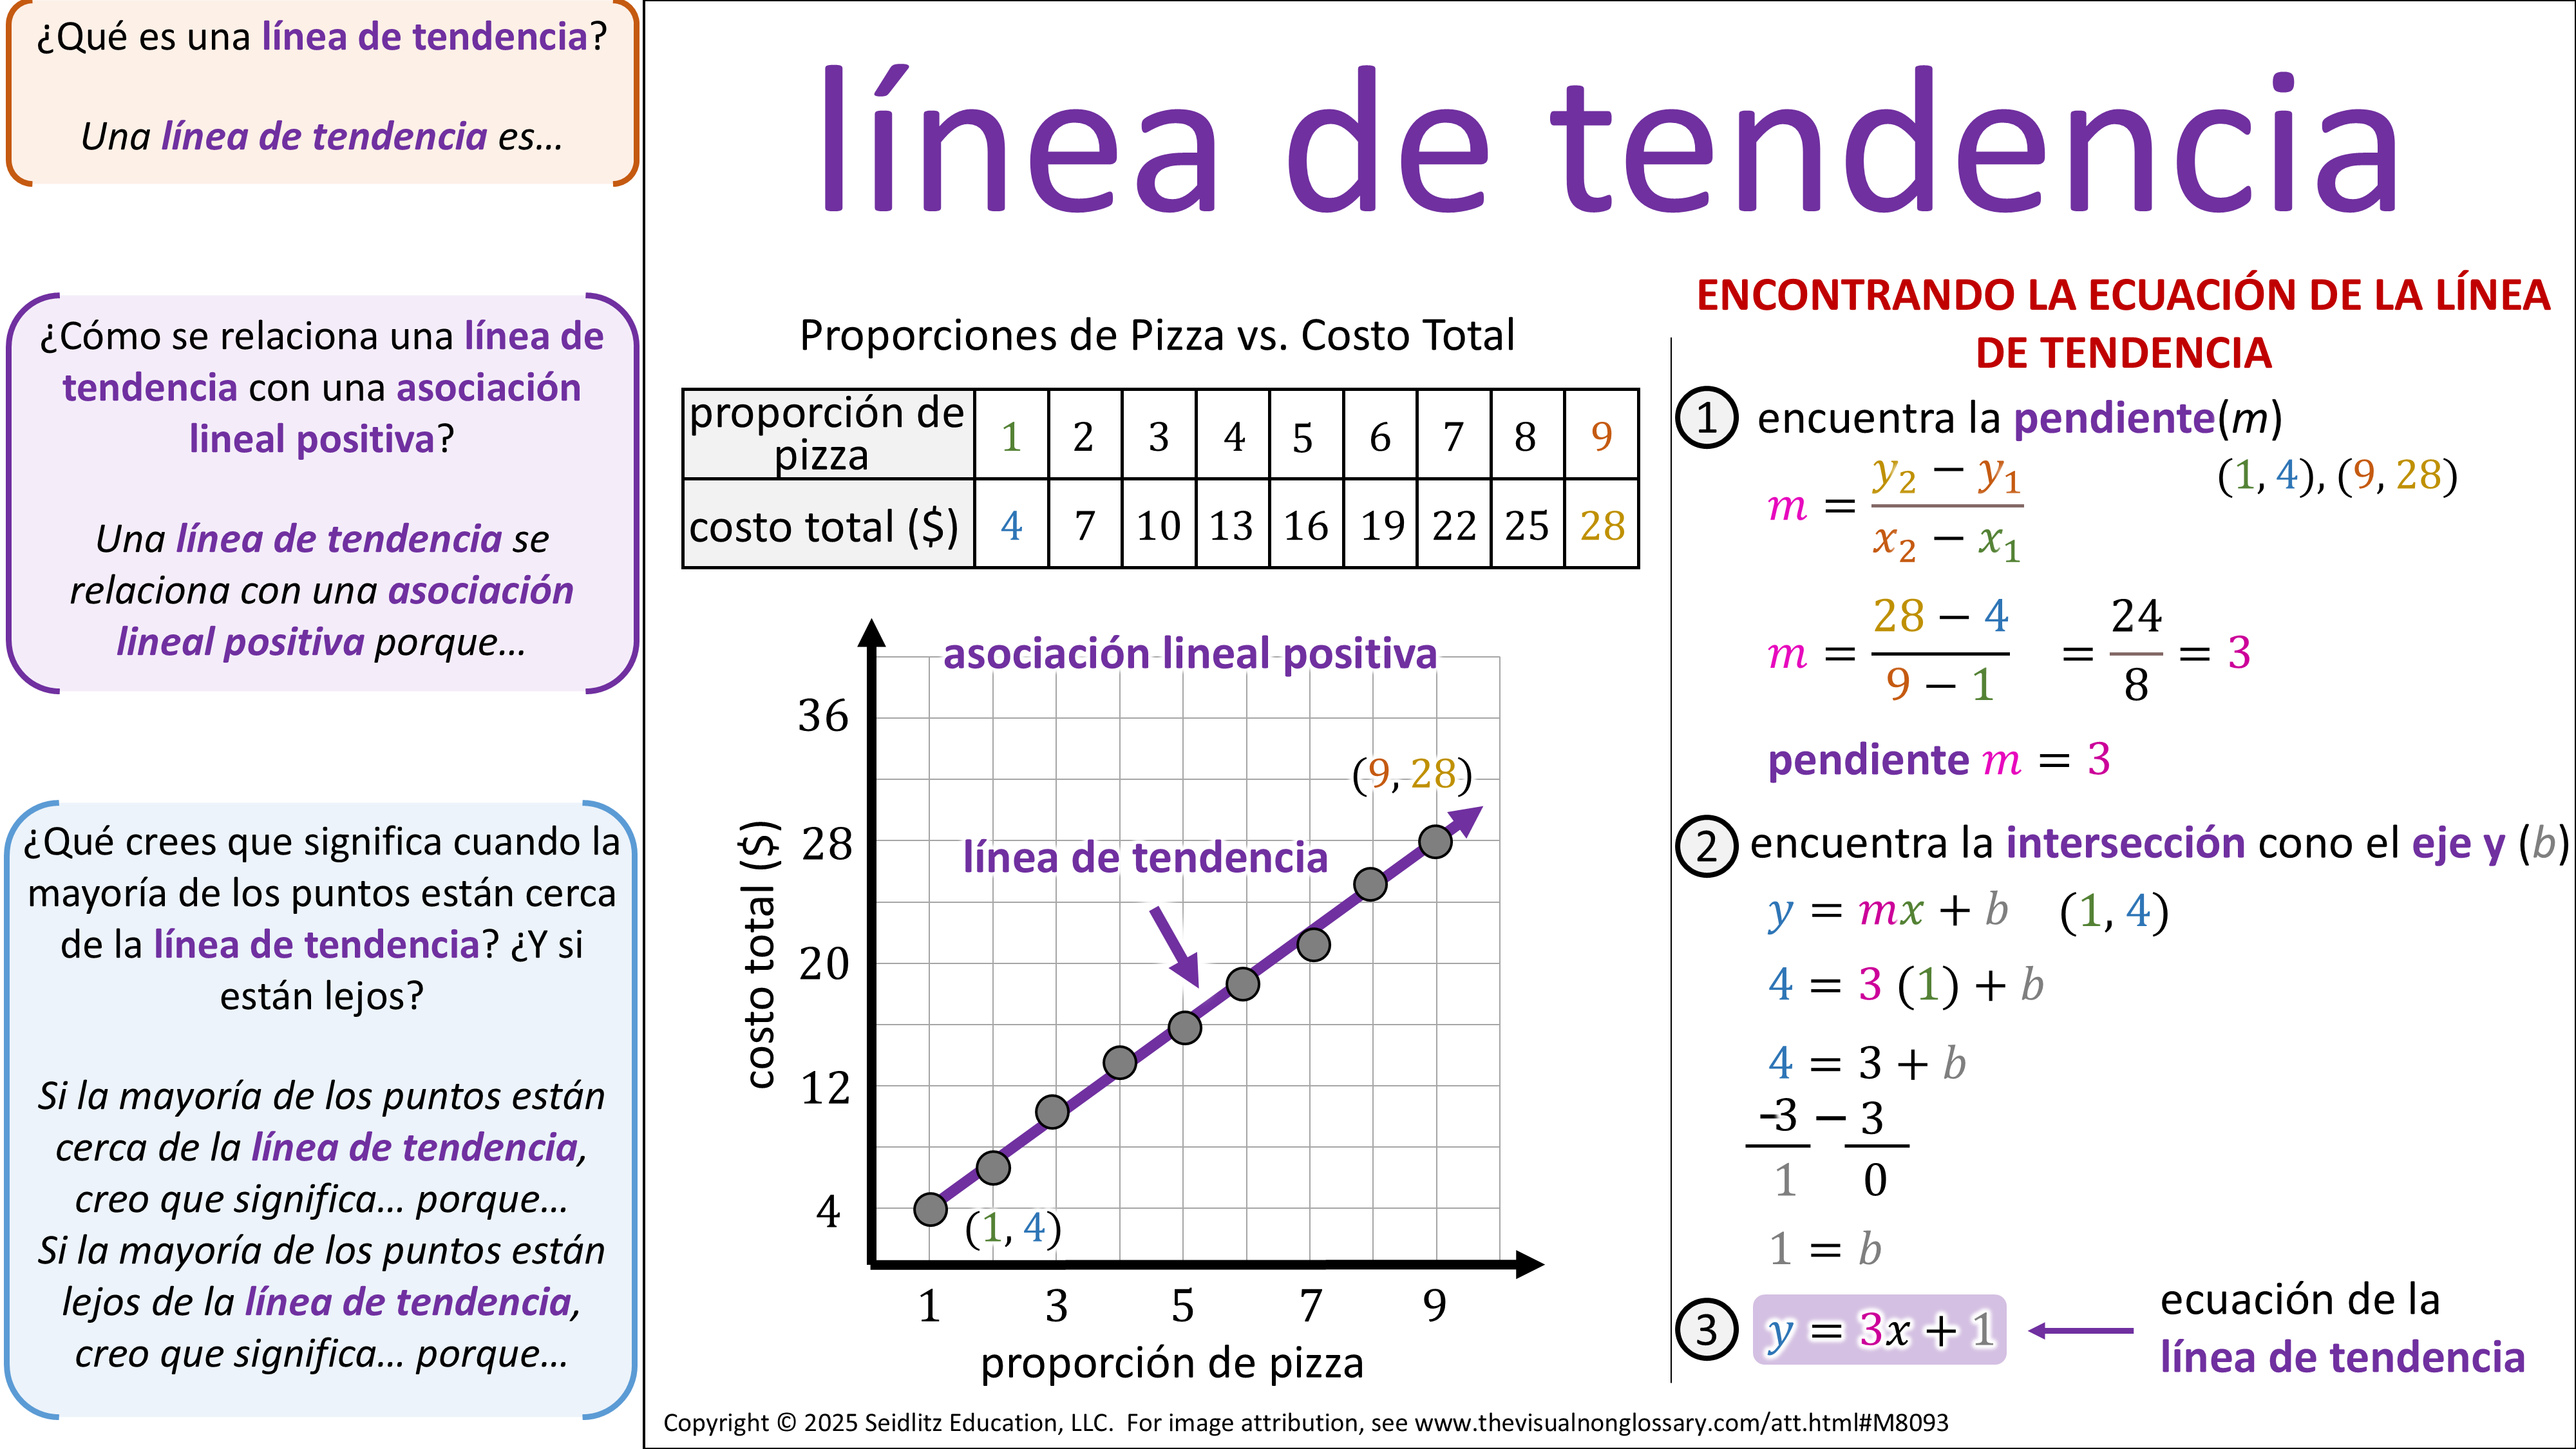 ¿Qué es una línea de tendencia?
Una línea de tendencia es...
¿Cómo se relaciona una línea de
tendencia con una asociación
lineal positiva?
Una línea de tendencia se
relaciona con una asociación
lineal positiva porque...
¿Qué crees que significa cuando la
mayoría de los puntos están cerca
de la línea de tendencia? ¿Y si
están lejos?
Si la mayoría de los puntos están
cerca de la línea de tendencia,
creo que significa... porque...
Si la mayoría de los puntos están
lejos de la línea de tendencia,
creo que significa... porque...
línea de tendencia
Proporciones de Pizza vs. Costo Total
proporción de
pizza
1 2 3 4 5 6 7 8 9
costo total ($) 4 7 10 13 16 19 22 25 28
asociación lineal positiva
36
28
20
12
4
costo total ($)
(9, 28)
línea de tendencia
(1, 4)
1 3 5 7 9
proporción de pizza
ENCONTRANDO LA ECUACIÓN DE LA LÍNEA
DE TENDENCIA
1 encuentra la pendiente(m)
m = (y₂ − y₁)/(x₂ − x₁) (1, 4), (9, 28)
m = (28 − 4)/(9 − 1) = 24/8 = 3
pendiente m = 3
2 encuentra la intersección cono el eje y (b)
y = mx + b (1, 4)
4 = 3 (1) + b
4 = 3 + b
-3 − 3
1 0
1 = b
3 y = 3x + 1
ecuación de la
línea de tendencia
Copyright © 2025 Seidlitz Education, LLC. For image attribution, see www.thevisualnonglossary.com/att.html#M8093